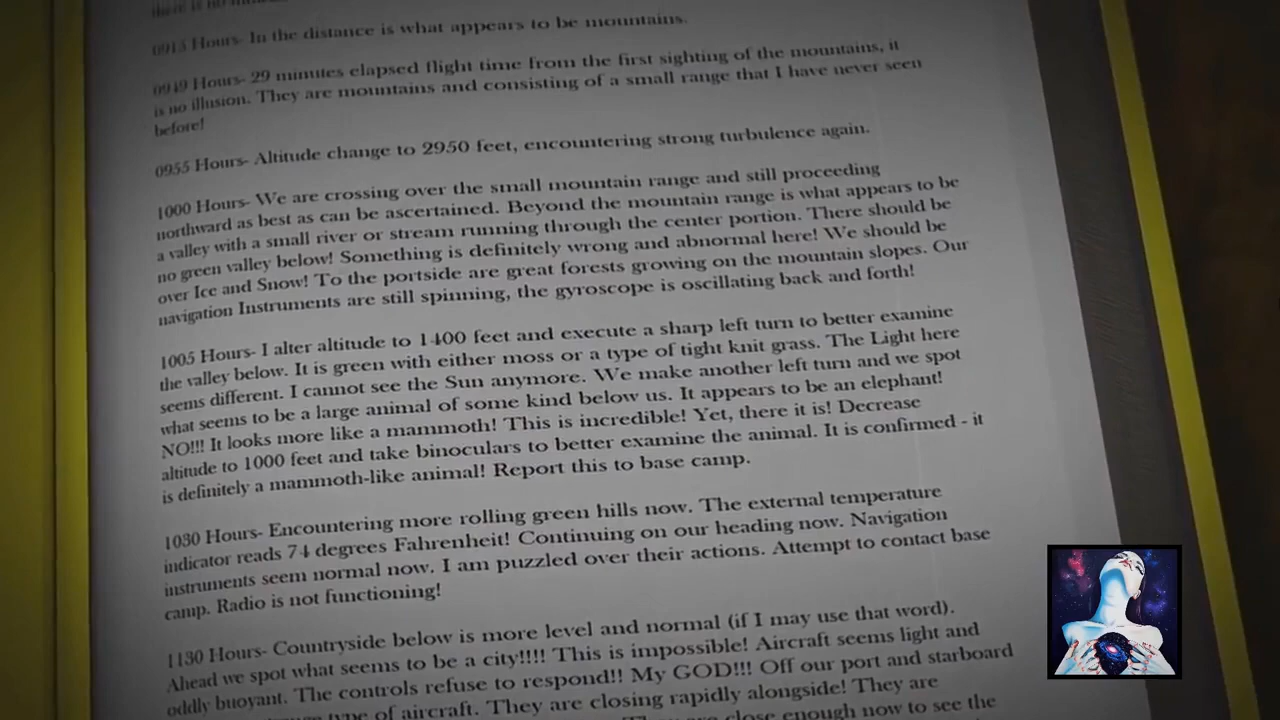 there is no
0915 Hours- In the distance is what appears to be mountains.
0949 Hours- 29 minutes elapsed flight time from the first sighting of the mountains, it
is no illusion. They are mountains and consisting of a small range that I have never seen
before!
0955 Hours- Altitude change to 2950 feet, encountering strong turbulence again.
1000 Hours- We are crossing over the small mountain range and still proceeding
northward as best as can be ascertained. Beyond the mountain range is what appears to be
a valley with a small river or stream running through the center portion. There should be
no green valley below! Something is definitely wrong and abnormal here! We should be
over Ice and Snow! To the portside are great forests growing on the mountain slopes. Our
navigation Instruments are still spinning, the gyroscope is oscillating back and forth!
1005 Hours- I alter altitude to 1400 feet and execute a sharp left turn to better examine
the valley below. It is green with either moss or a type of tight knit grass. The Light here
seems different. I cannot see the Sun anymore. We make another left turn and we spot
what seems to be a large animal of some kind below us. It appears to be an elephant!
NO!!! It looks more like a mammoth! This is incredible! Yet, there it is! Decrease
altitude to 1000 feet and take binoculars to better examine the animal. It is confirmed - it
is definitely a mammoth-like animal! Report this to base camp.
1030 Hours- Encountering more rolling green hills now. The external temperature
indicator reads 74 degrees Fahrenheit! Continuing on our heading now. Navigation
instruments seem normal now. I am puzzled over their actions. Attempt to contact base
camp. Radio is not functioning!
1130 Hours- Countryside below is more level and normal (if I may use that word).
Ahead we spot what seems to be a city!!!! This is impossible! Aircraft seems light and
oddly buoyant. The controls refuse to respond!! My GOD!!! Off our port and starboard
type of aircraft. They are closing rapidly alongside! They are
close enough now to see the